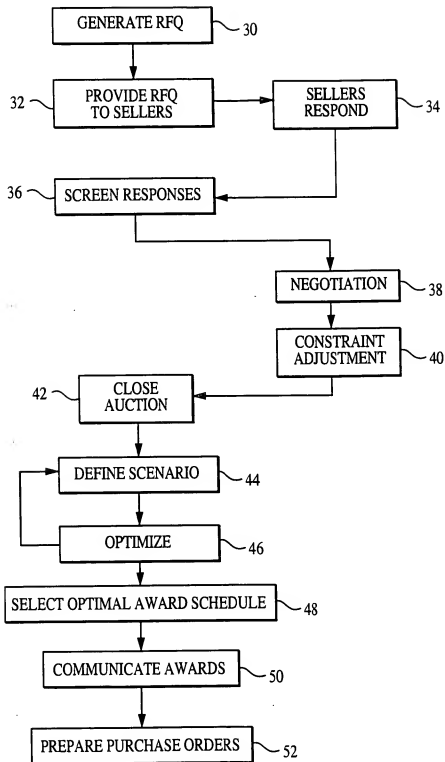 GENERATE RFQ
30
PROVIDE RFQ
TO SELLERS
32
SELLERS
RESPOND
34
36
SCREEN RESPONSES
NEGOTIATION
38
CONSTRAINT
ADJUSTMENT
40
42
CLOSE
AUCTION
DEFINE SCENARIO
44
OPTIMIZE
46
SELECT OPTIMAL AWARD SCHEDULE
48
COMMUNICATE AWARDS
50
PREPARE PURCHASE ORDERS
52